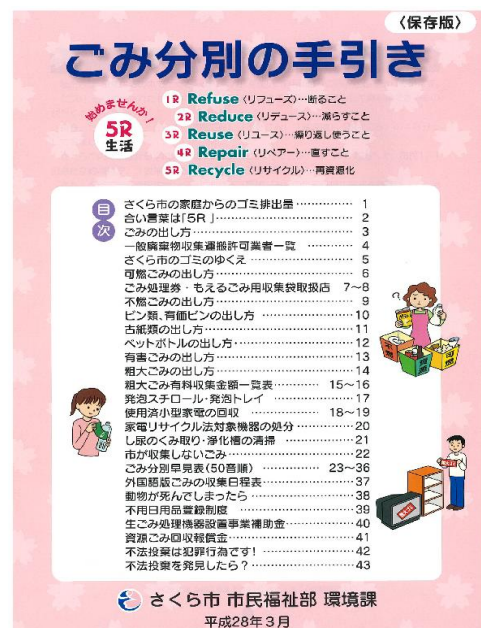 〈保存版〉
ごみ分別の手引き
始めませんか!
5R
生活
1R Refuse〈リフューズ〉…断ること
2R Reduce〈リデュース〉…減らすこと
3R Reuse〈リユース〉…繰り返し使うこと
4R Repair〈リペアー〉…直すこと
5R Recycle〈リサイクル〉…再資源化
目次
さくら市の家庭からのゴミ排出量……………1
合い言葉は「5R」……………2
ごみの出し方……………3
一般廃棄物収集運搬許可業者一覧……………4
さくら市のゴミのゆくえ……………5
可燃ごみの出し方……………6
ごみ処理券・もえるごみ用収集袋取扱店 7~8
不燃ごみの出し方……………9
ビン類、有価ビンの出し方……………10
古紙類の出し方……………11
ペットボトルの出し方……………12
有害ごみの出し方……………13
粗大ごみの出し方……………14
粗大ごみ有料収集金額一覧表…………15~16
発泡スチロール・発泡トレイ……………17
使用済小型家電の回収……………18~19
家電リサイクル法対象機器の処分……………20
し尿のくみ取り・浄化槽の清掃……………21
市が収集しないごみ……………22
ごみ分別早見表(50音順)……………23~36
外国語版ごみの収集日程表……………37
動物が死んでしまったら……………38
不用日用品登録制度……………39
生ごみ処理機器設置事業補助金……………40
資源ごみ回収報償金……………41
不法投棄は犯罪行為です!……………42
不法投棄を発見したら?……………43
さくら市 市民福祉部 環境課
平成28年3月